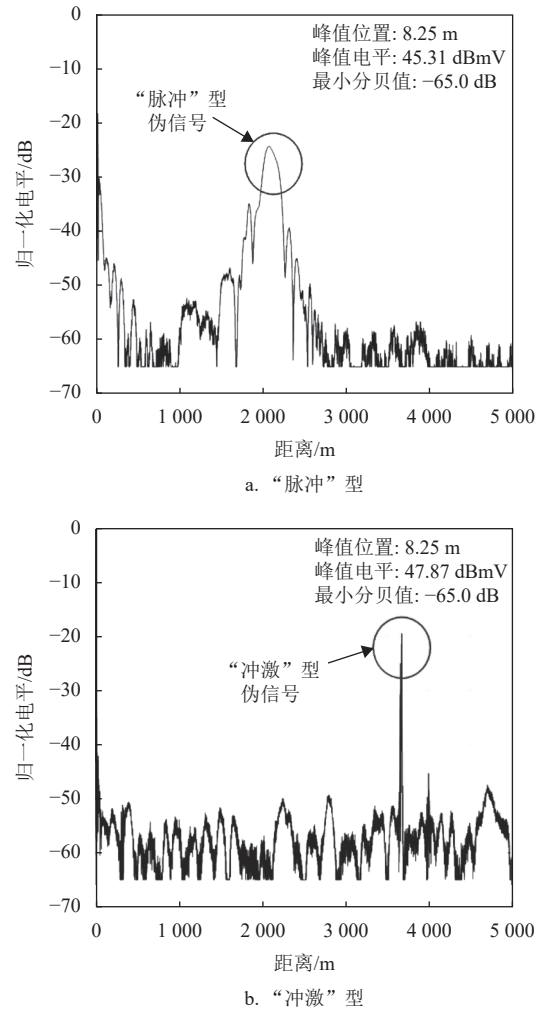 0
−10
−20
−30
−40
−50
−60
−70
归一化电平/dB
峰值位置: 8.25 m
峰值电平: 45.31 dBmV
最小分贝值: −65.0 dB
“脉冲”型
伪信号
0
1 000
2 000
3 000
4 000
5 000
距离/m
a. “脉冲”型
0
−10
−20
−30
−40
−50
−60
−70
归一化电平/dB
峰值位置: 8.25 m
峰值电平: 47.87 dBmV
最小分贝值: −65.0 dB
“冲激”型
伪信号
0
1 000
2 000
3 000
4 000
5 000
距离/m
b. “冲激”型